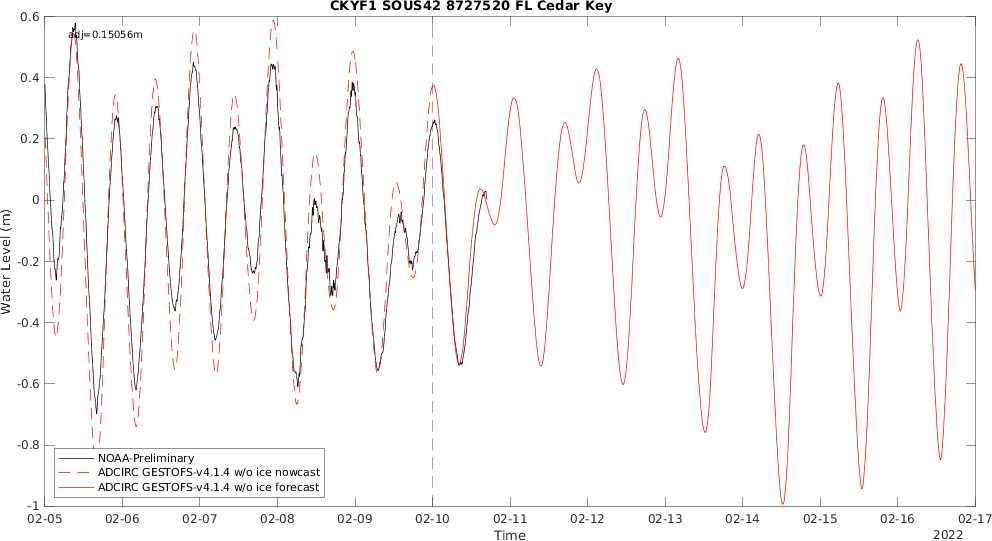 CKYF1 SOUS42 8727520 FL Cedar Key
adj=0.15056m
0.6
0.4
0.2
0
-0.2
-0.4
-0.6
-0.8
-1
Water Level (m)
NOAA-Preliminary
ADCIRC GESTOFS-v4.1.4 w/o ice nowcast
ADCIRC GESTOFS-v4.1.4 w/o ice forecast
02-05 02-06 02-07 02-08 02-09 02-10 02-11 02-12 02-13 02-14 02-15 02-16 02-17
Time
2022